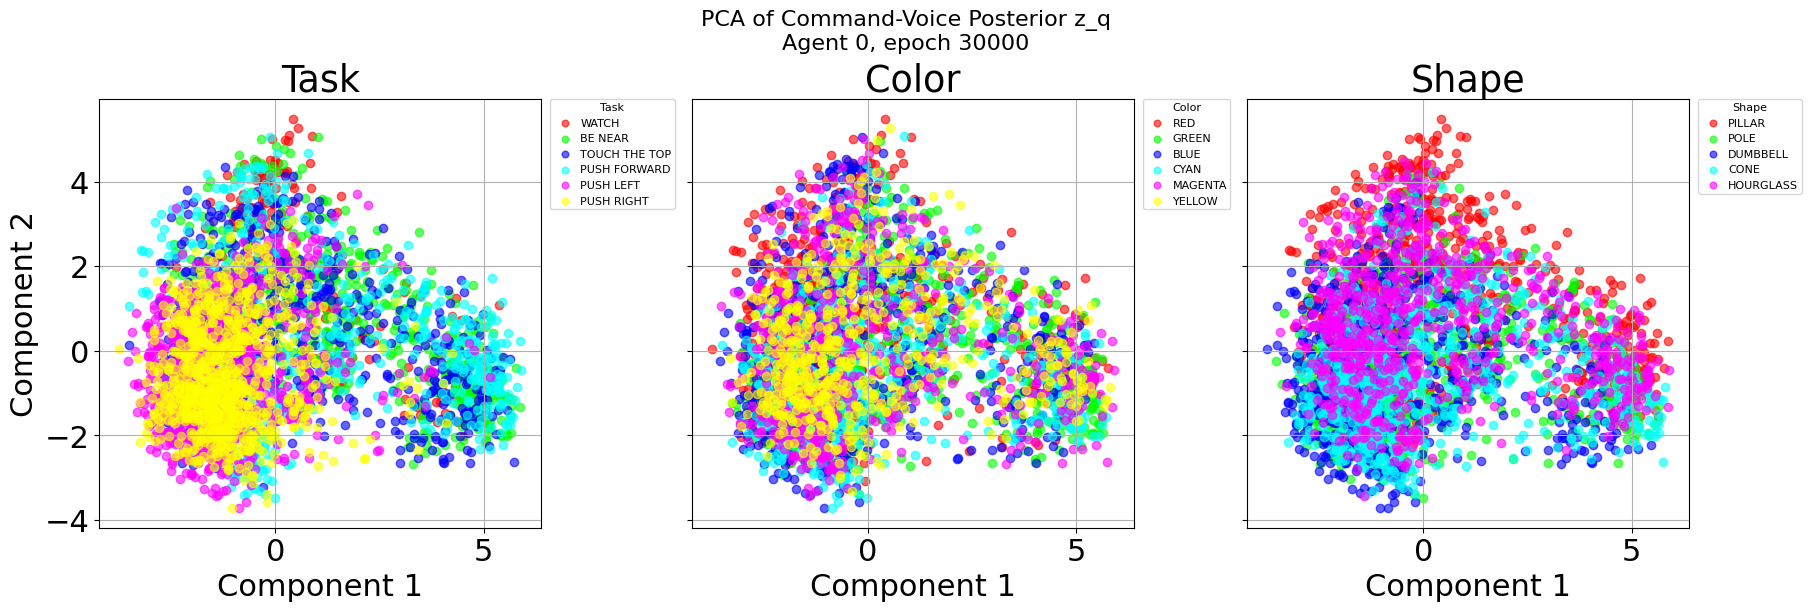 PCA of Command-Voice Posterior z_q
Agent 0, epoch 30000
Task
Component 2
4
2
0
−2
−4
0
5
Component 1
Task
WATCH
BE NEAR
TOUCH THE TOP
PUSH FORWARD
PUSH LEFT
PUSH RIGHT
Color
0
5
Component 1
Color
RED
GREEN
BLUE
CYAN
MAGENTA
YELLOW
Shape
0
5
Component 1
Shape
PILLAR
POLE
DUMBBELL
CONE
HOURGLASS